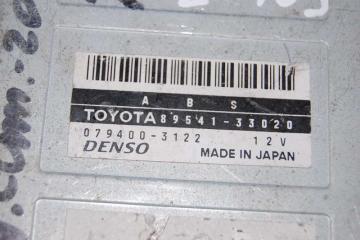 A B S
TOYOTA 89541-33020
079400-3122 12V
DENSO MADE IN JAPAN